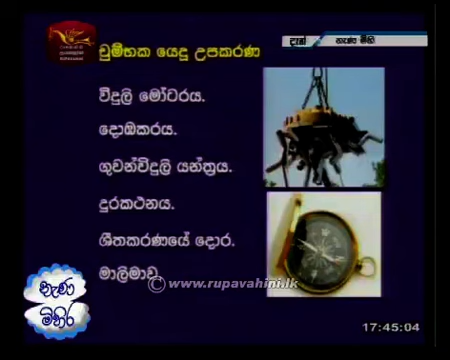 චුම්භක යෙදූ උපකරණ
දැන්
නැණ මිහිර
විදුලි මෝටරය.
දොඹකරය.
ගුවන්විදුලි යන්ත්‍රය.
දුරකථනය.
ශීතකරණයේ දොර.
මාලිමාව
© www.rupavahini.lk
නැණ
මිහිර
17:45:04